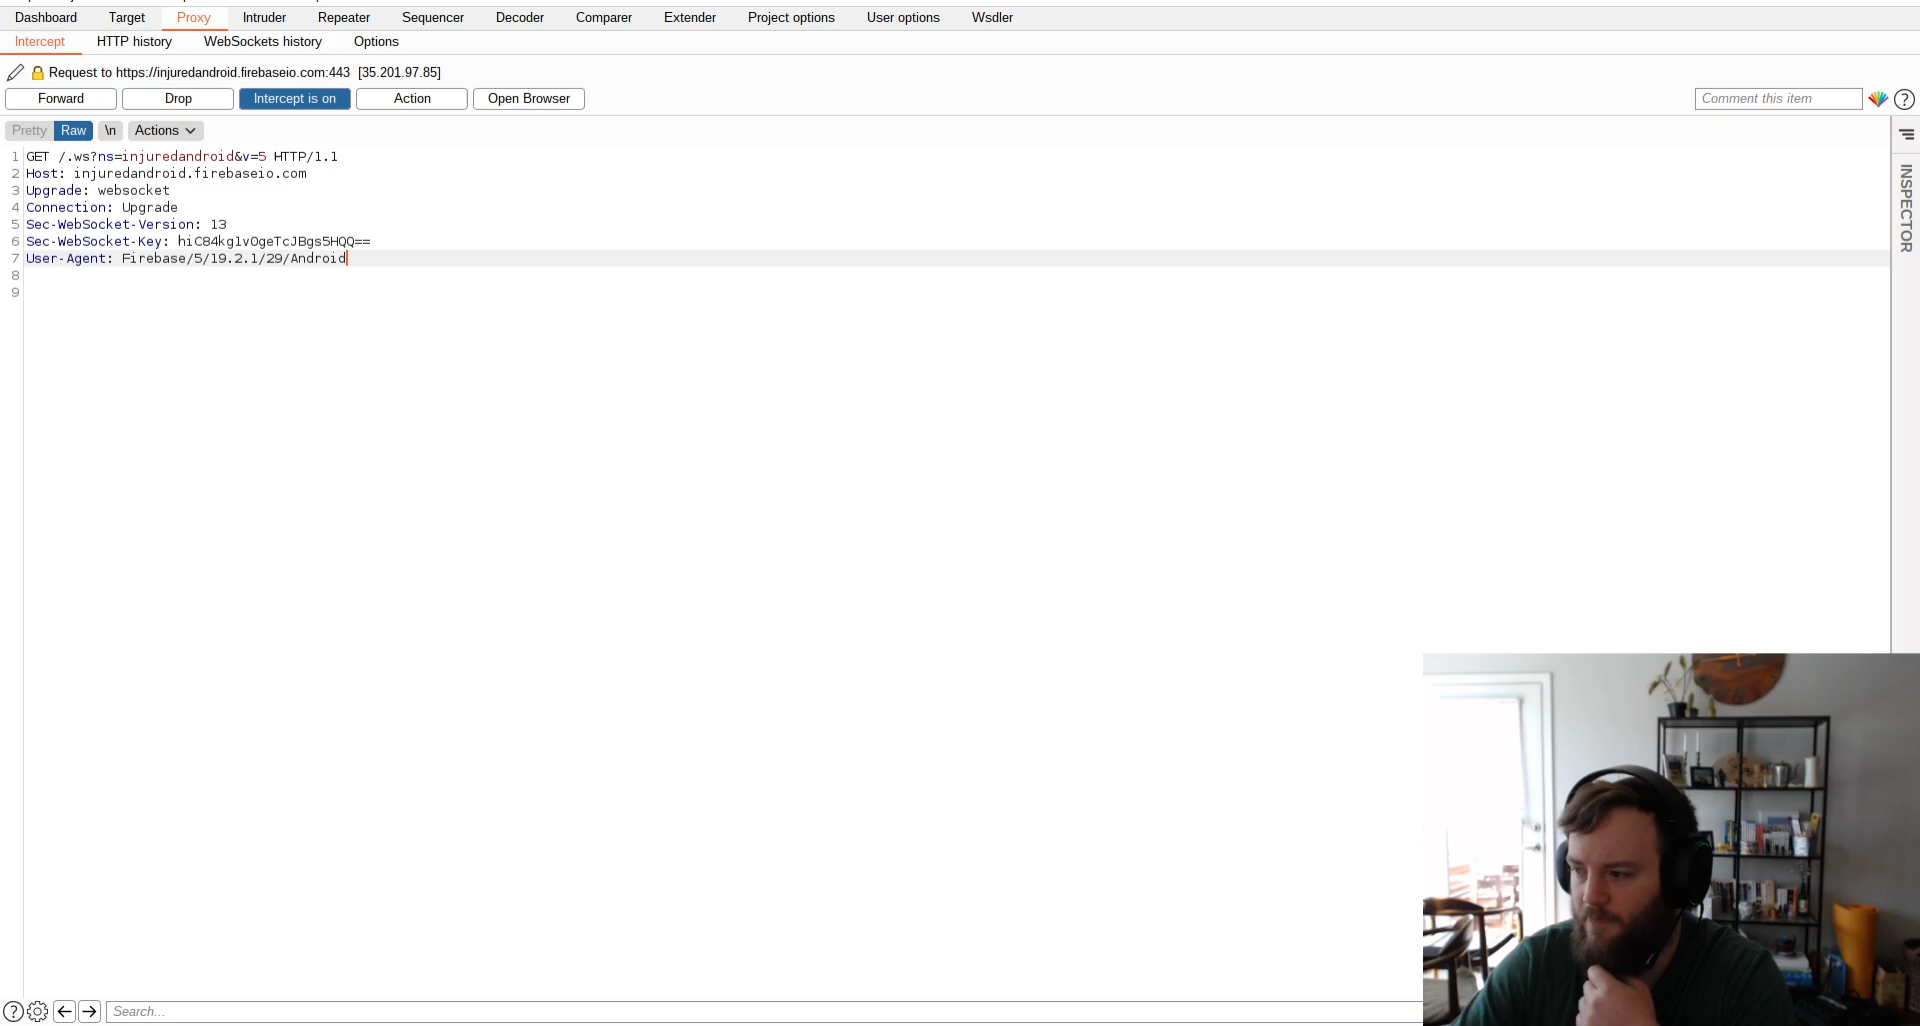 Dashboard Target Proxy Intruder Repeater Sequencer Decoder Comparer Extender Project options User options Wsdler
Intercept HTTP history WebSockets history Options
Request to https://injuredandroid.firebaseio.com:443 [35.201.97.85]
Forward Drop Intercept is on Action Open Browser Comment this item ?
Pretty Raw \n Actions
1 GET /.ws?ns=injuredandroid&v=5 HTTP/1.1
2 Host: injuredandroid.firebaseio.com
3 Upgrade: websocket
4 Connection: Upgrade
5 Sec-WebSocket-Version: 13
6 Sec-WebSocket-Key: hiC84kg1vOgeTcJBgs5HQQ==
7 User-Agent: Firebase/5/19.2.1/29/Android
8
9
INSPECTOR
? Search...